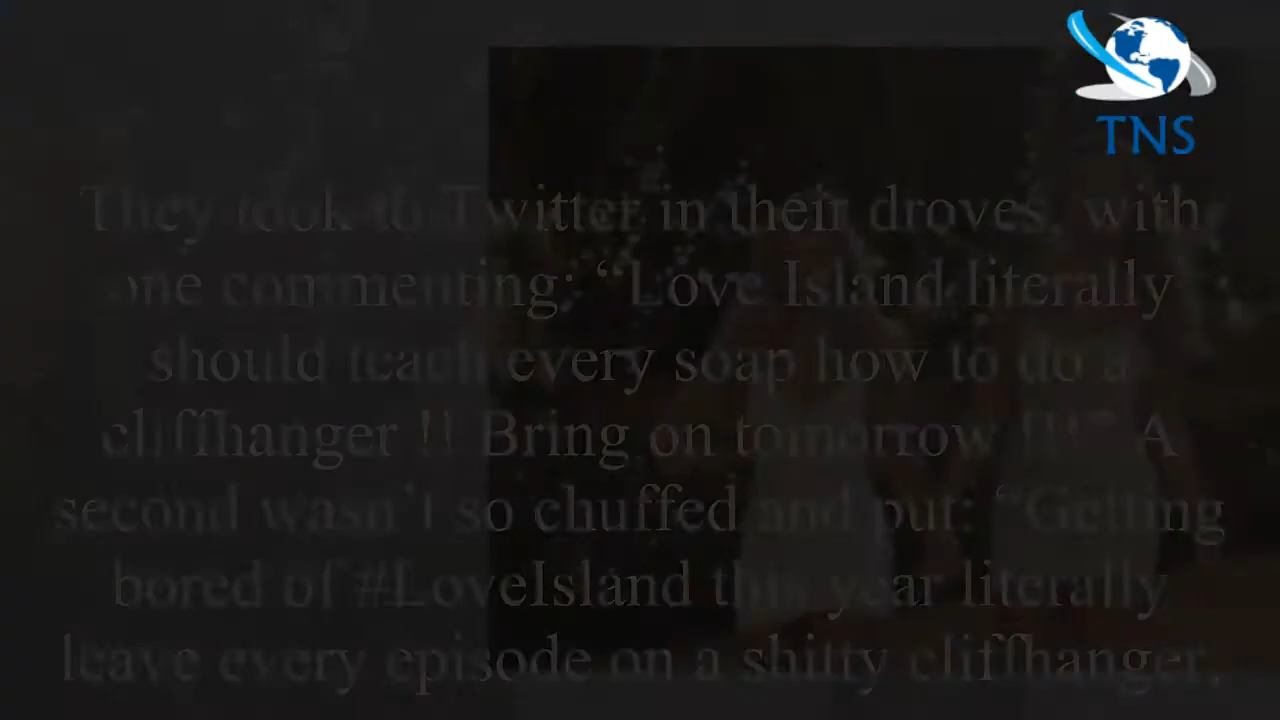 TNS
They took to Twitter in their droves, with
one commenting: “Love Island literally
should teach every soap how to do a
cliffhanger !! Bring on tomorrow !!!” A
second wasn’t so chuffed and put: “Getting
bored of #LoveIsland this year literally
leave every episode on a shitty cliffhanger,